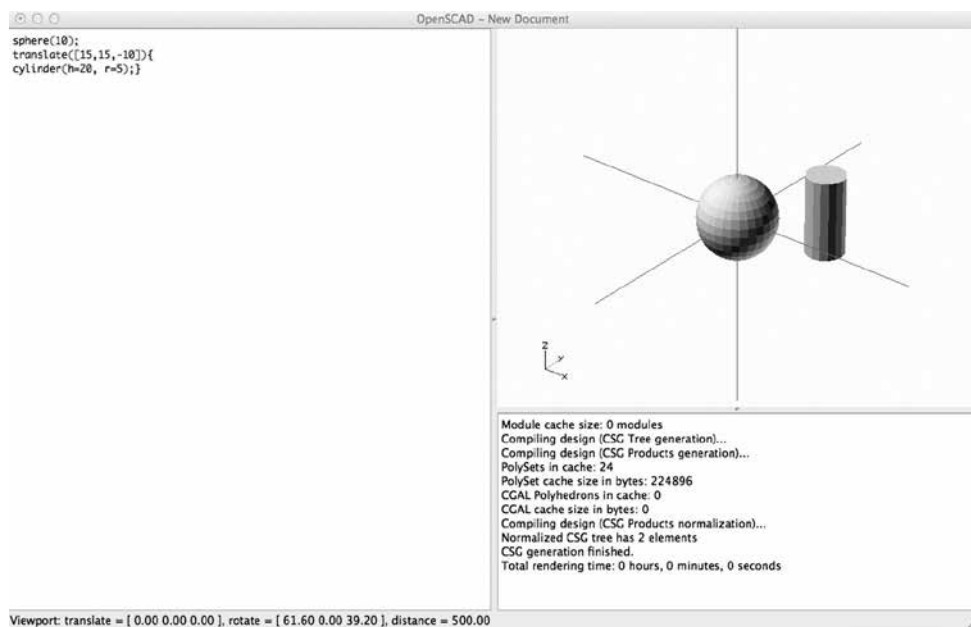 OpenSCAD – New Document
sphere(10);
translate([15,15,-10]){
cylinder(h=20, r=5);}
z
y
x
Module cache size: 0 modules
Compiling design (CSG Tree generation)...
Compiling design (CSG Products generation)...
PolySets in cache: 24
PolySet cache size in bytes: 224896
CGAL Polyhedrons in cache: 0
CGAL cache size in bytes: 0
Compiling design (CSG Products normalization)...
Normalized CSG tree has 2 elements
CSG generation finished.
Total rendering time: 0 hours, 0 minutes, 0 seconds
Viewport: translate = [ 0.00 0.00 0.00 ], rotate = [ 61.60 0.00 39.20 ], distance = 500.00